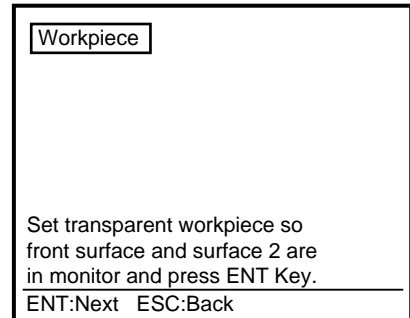 Workpiece
Set transparent workpiece so
front surface and surface 2 are
in monitor and press ENT Key.
ENT:Next ESC:Back